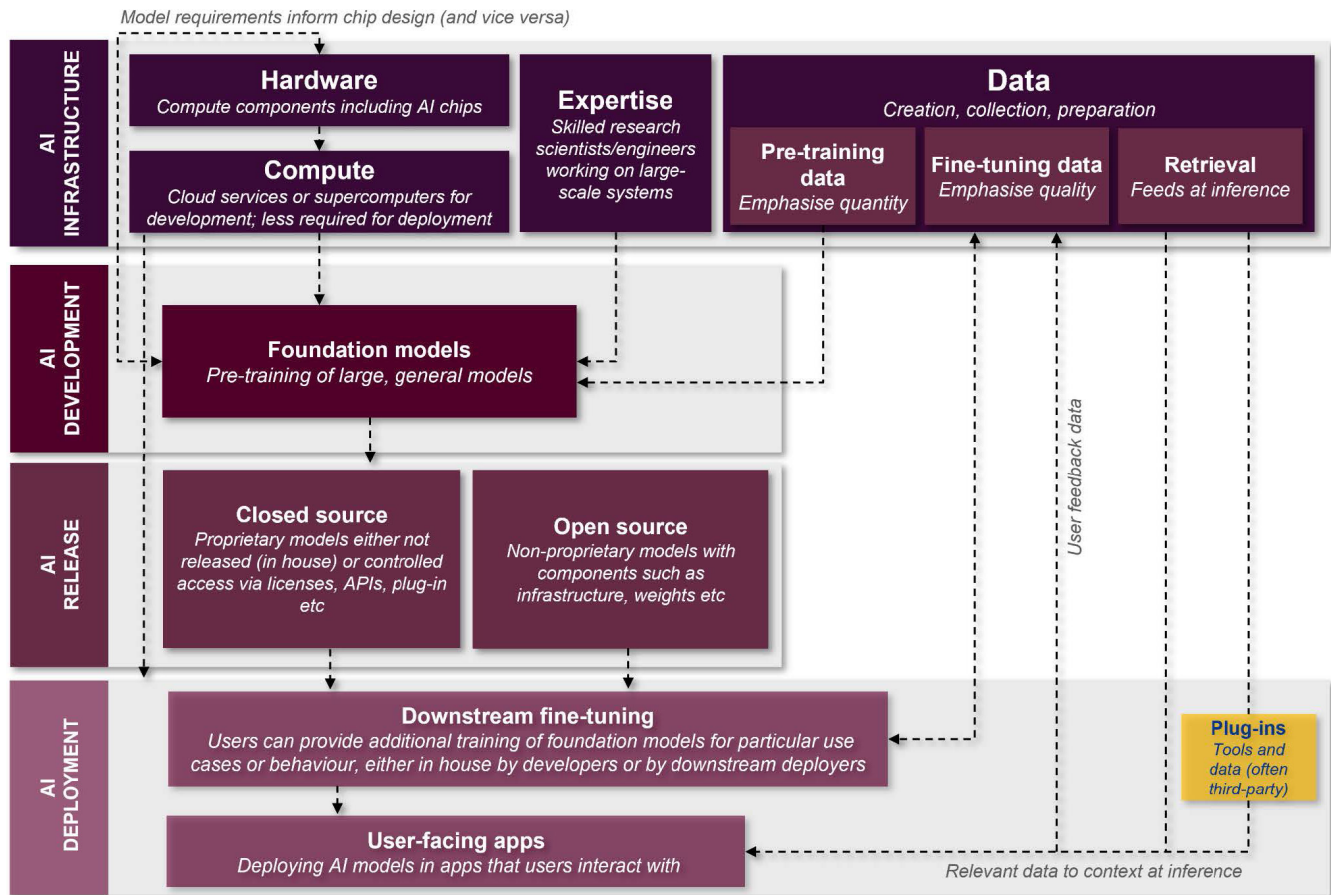 Model requirements inform chip design (and vice versa)
AI
INFRASTRUCTURE
Hardware
Compute components including AI chips
Compute
Cloud services or supercomputers for
development; less required for deployment
Expertise
Skilled research
scientists/engineers
working on large-
scale systems
Data
Creation, collection, preparation
Pre-training
data
Emphasise quantity
Fine-tuning data
Emphasise quality
Retrieval
Feeds at inference
AI
DEVELOPMENT
Foundation models
Pre-training of large, general models
AI
RELEASE
Closed source
Proprietary models either not
released (in house) or controlled
access via licenses, APIs, plug-in
etc
Open source
Non-proprietary models with
components such as
infrastructure, weights etc
User feedback data
AI
DEPLOYMENT
Downstream fine-tuning
Users can provide additional training of foundation models for particular use
cases or behaviour, either in house by developers or by downstream deployers
Plug-ins
Tools and
data (often
third-party)
User-facing apps
Deploying AI models in apps that users interact with
Relevant data to context at inference